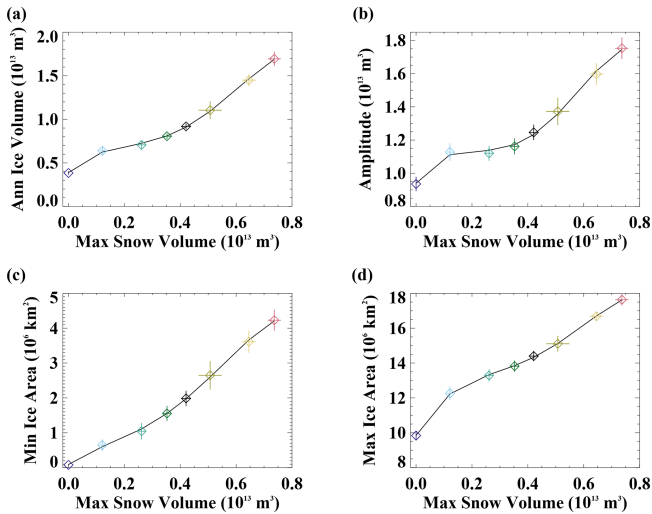 (a)
2.0
1.5
1.0
0.5
0.0
Ann Ice Volume (10¹³ m³)
0.0 0.2 0.4 0.6 0.8
Max Snow Volume (10¹³ m³)
(b)
1.8
1.6
1.4
1.2
1.0
0.8
Amplitude (10¹³ m³)
0.0 0.2 0.4 0.6 0.8
Max Snow Volume (10¹³ m³)
(c)
5
4
3
2
1
0
Min Ice Area (10⁶ km²)
0.0 0.2 0.4 0.6 0.8
Max Snow Volume (10¹³ m³)
(d)
18
16
14
12
10
8
Max Ice Area (10⁶ km²)
0.0 0.2 0.4 0.6 0.8
Max Snow Volume (10¹³ m³)